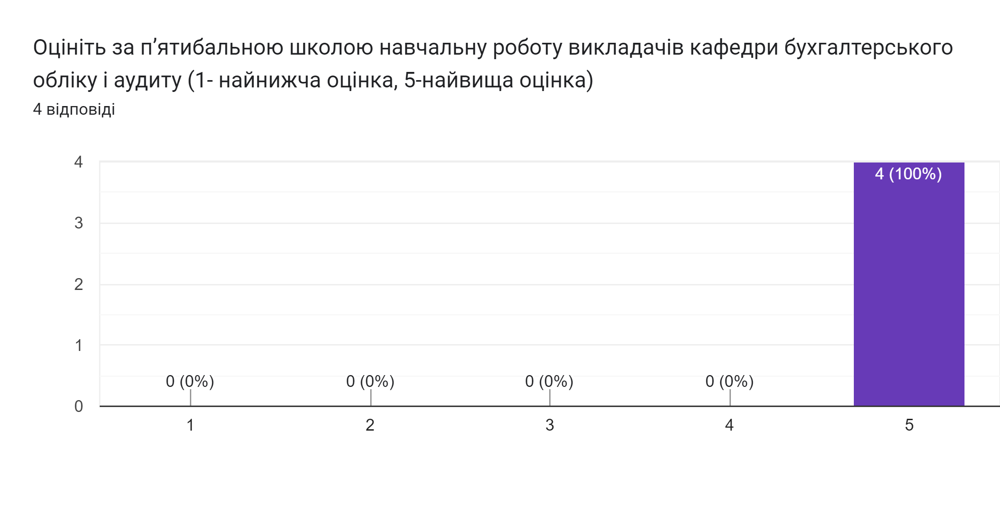 Оцініть за п’ятибальною школою навчальну роботу викладачів кафедри бухгалтерського
обліку і аудиту (1- найнижча оцінка, 5-найвища оцінка)
4 відповіді
4
4 (100%)
3
2
1
0 (0%) 0 (0%) 0 (0%) 0 (0%)
0
1 2 3 4 5